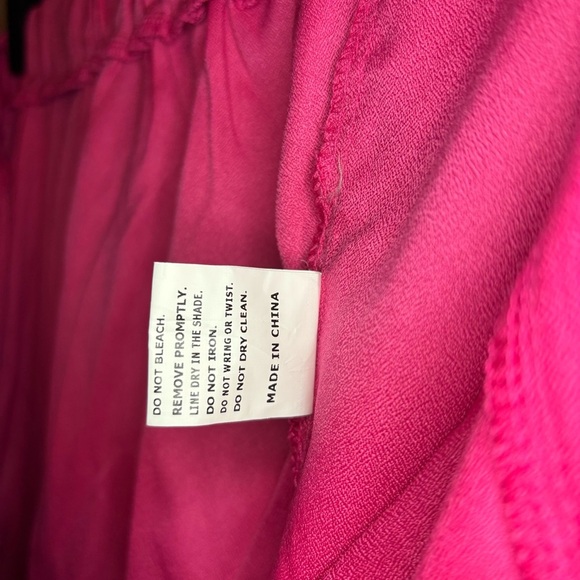 DO NOT BLEACH.
REMOVE PROMPTLY.
LINE DRY IN THE SHADE.
DO NOT IRON.
DO NOT WRING OR TWIST.
DO NOT DRY CLEAN.
MADE IN CHINA